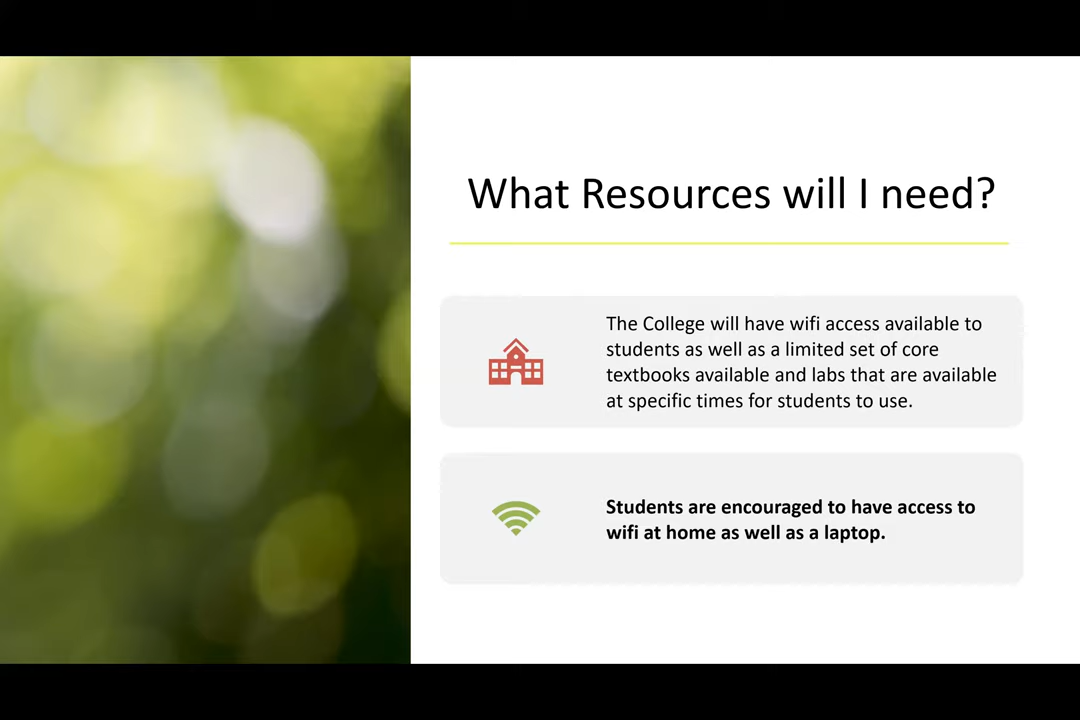 What Resources will I need?
The College will have wifi access available to
students as well as a limited set of core
textbooks available and labs that are available
at specific times for students to use.
Students are encouraged to have access to
wifi at home as well as a laptop.